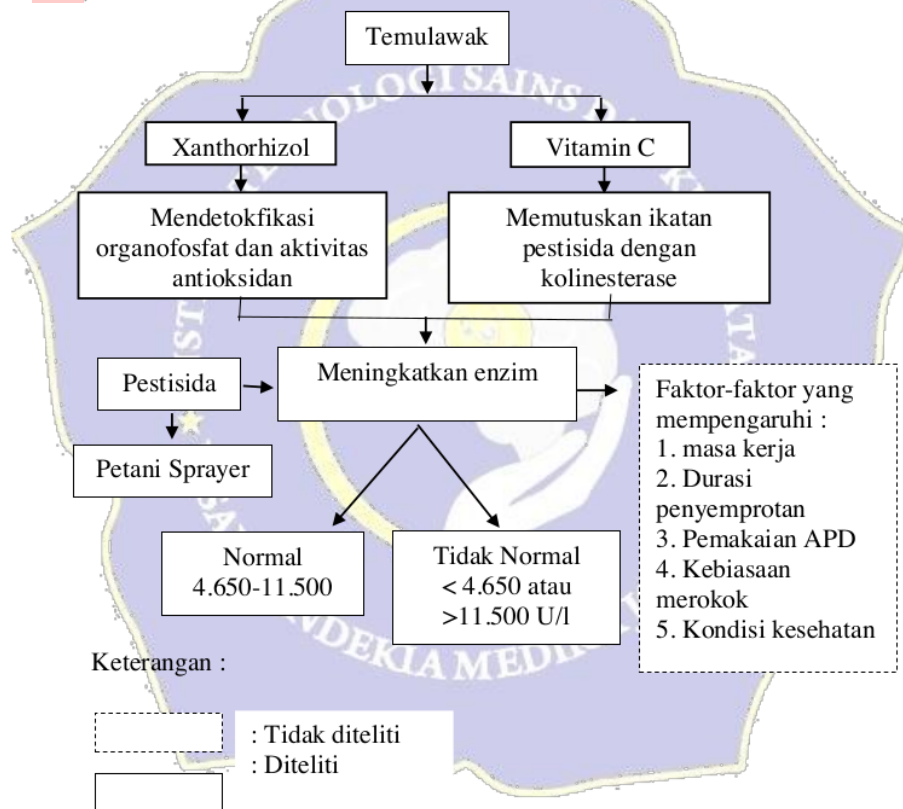 Temulawak
Xanthorhizol
Vitamin C
Mendetokfikasi
organofosfat dan aktivitas
antioksidan
Memutuskan ikatan
pestisida dengan
kolinesterase
Pestisida
Meningkatkan enzim
Petani Sprayer
Faktor-faktor yang
mempengaruhi :
1. masa kerja
2. Durasi
penyemprotan
3. Pemakaian APD
4. Kebiasaan
merokok
5. Kondisi kesehatan
Normal
4.650-11.500
Tidak Normal
< 4.650 atau
>11.500 U/l
Keterangan :
: Tidak diteliti
: Diteliti